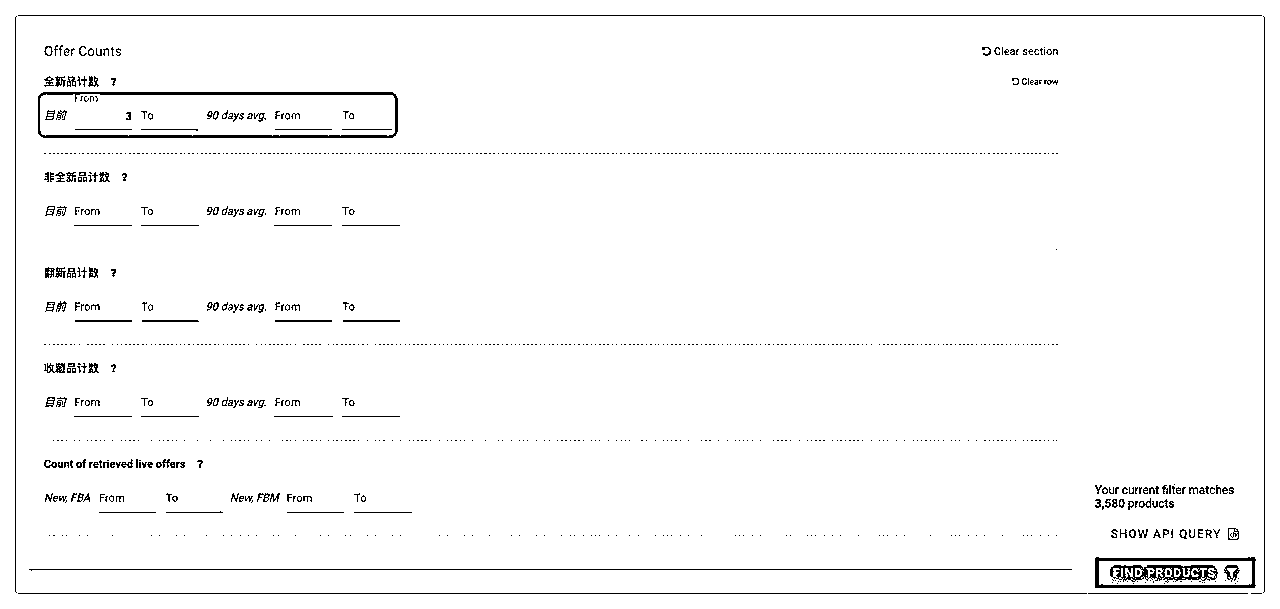 Offer Counts
Clear section
全新品计数 ?
Clear row
目前 From 3 To 90 days avg. From To
非全新品计数 ?
目前 From To 90 days avg. From To
翻新品计数 ?
目前 From To 90 days avg. From To
收藏品计数 ?
目前 From To 90 days avg. From To
Count of retrieved live offers ?
New, FBA From To New, FBM From To
Your current filter matches
3,580 products
SHOW API QUERY
FIND PRODUCTS